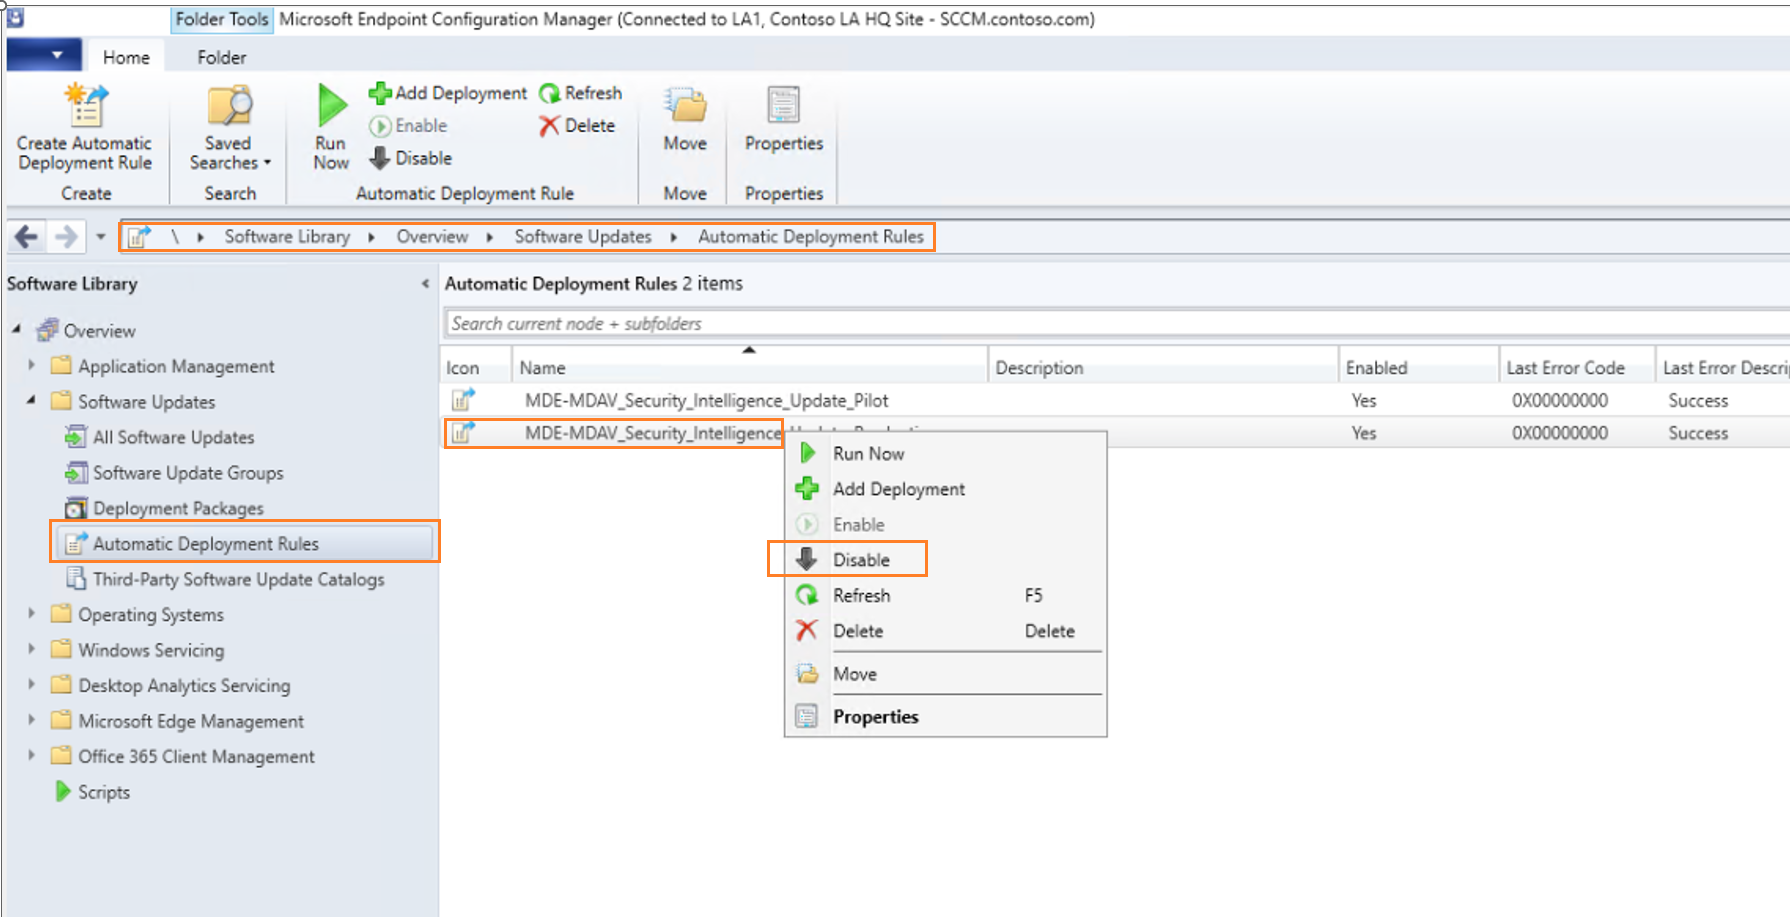 Folder Tools Microsoft Endpoint Configuration Manager (Connected to LA1, Contoso LA HQ Site - SCCM.contoso.com)
Home Folder
Create Automatic Deployment Rule
Create
Saved Searches
Search
Run Now
Add Deployment
Enable
Disable
Refresh
Delete
Automatic Deployment Rule
Move
Move
Properties
Properties
\ Software Library Overview Software Updates Automatic Deployment Rules
Software Library
Overview
Application Management
Software Updates
All Software Updates
Software Update Groups
Deployment Packages
Automatic Deployment Rules
Third-Party Software Update Catalogs
Operating Systems
Windows Servicing
Desktop Analytics Servicing
Microsoft Edge Management
Office 365 Client Management
Scripts
Automatic Deployment Rules 2 items
Search current node + subfolders
Icon Name Description Enabled Last Error Code Last Error Descrip
MDE-MDAV_Security_Intelligence_Update_Pilot Yes 0X00000000 Success
MDE-MDAV_Security_Intelligence Yes 0X00000000 Success
Run Now
Add Deployment
Enable
Disable
Refresh F5
Delete Delete
Move
Properties